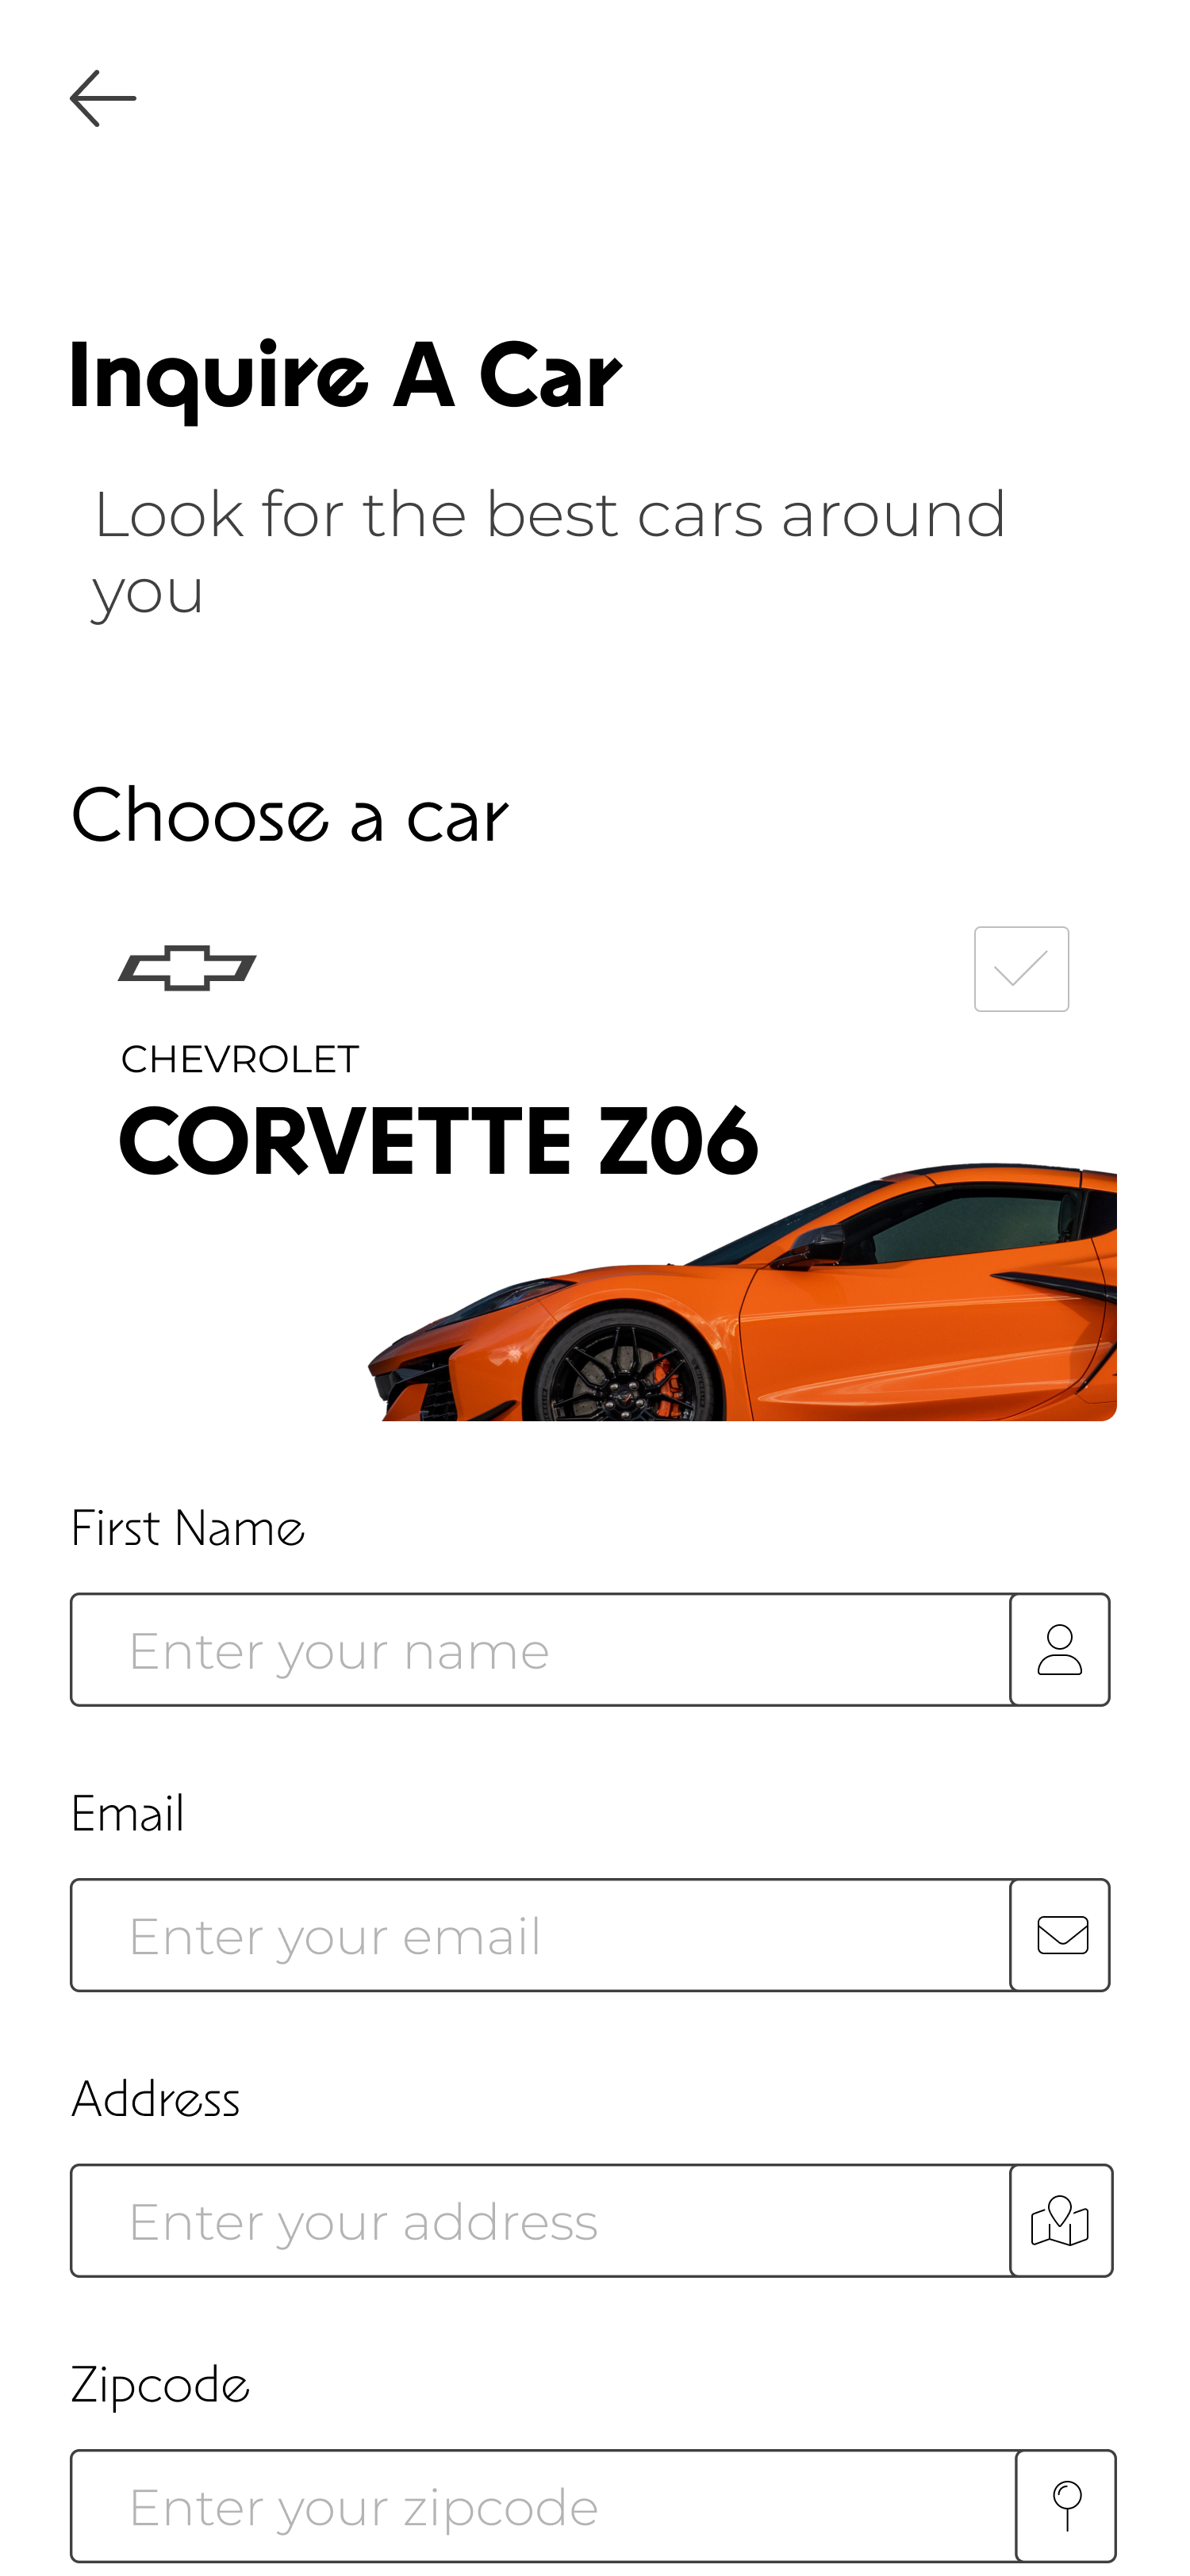 Inquire A Car
Look for the best cars around
you
Choose a car
CHEVROLET
CORVETTE Z06
First Name
Enter your name
Email
Enter your email
Address
Enter your address
Zipcode
Enter your zipcode